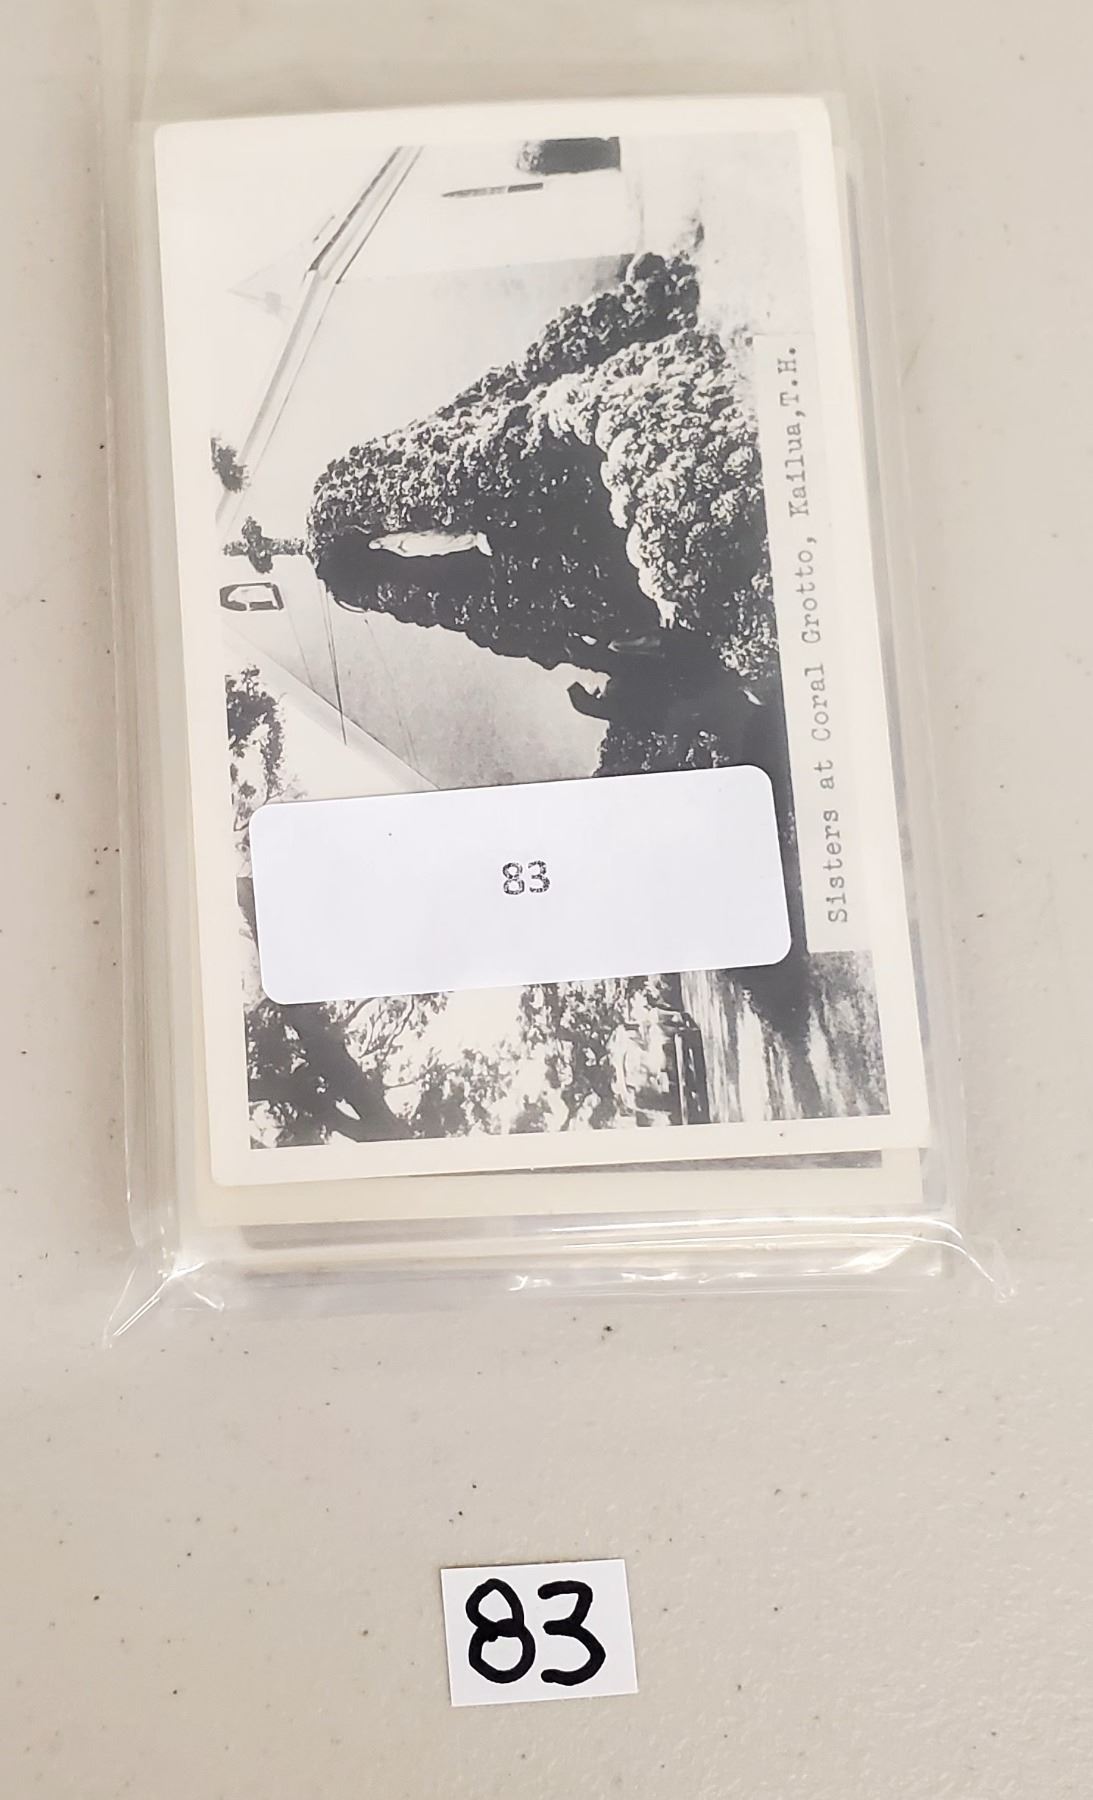 Sisters at Coral Grotto, Kailua,T.H.
83
83